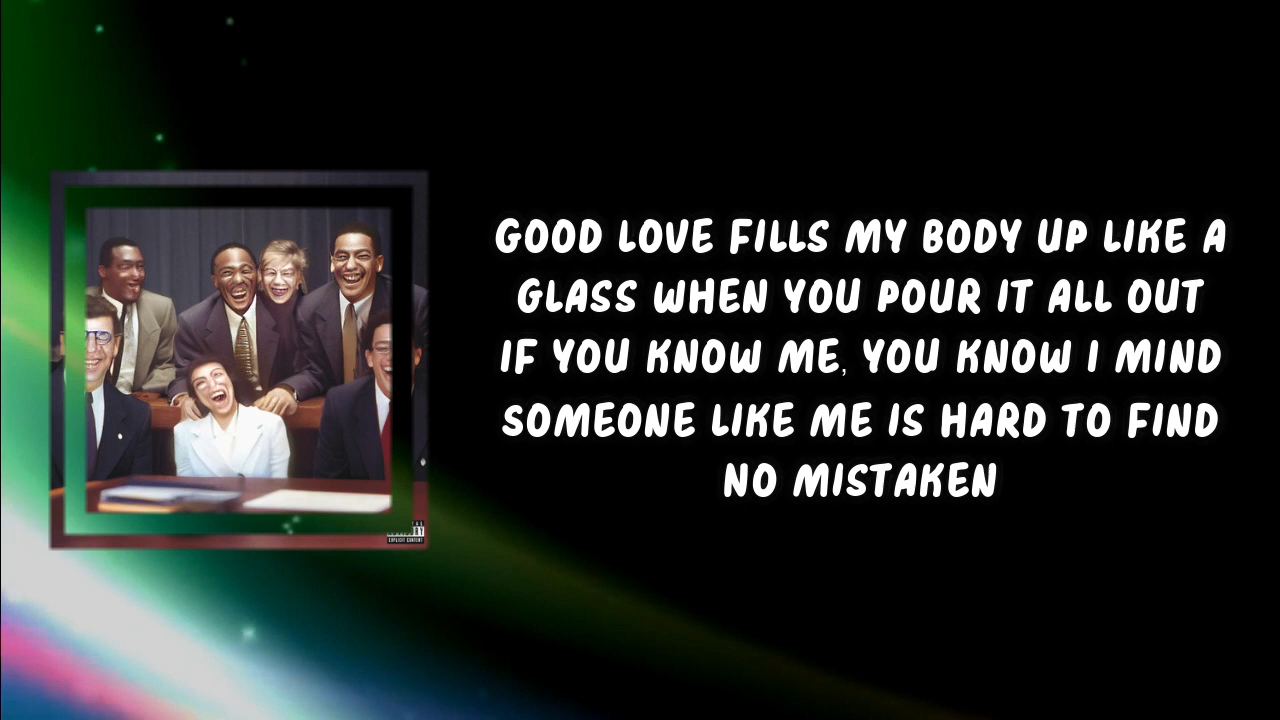 GOOD LOVE FILLS MY BODY UP LIKE A
GLASS WHEN YOU POUR IT ALL OUT
IF YOU KNOW ME, YOU KNOW I MIND
SOMEONE LIKE ME IS HARD TO FIND
NO MISTAKEN
EXPLICIT CONTENT